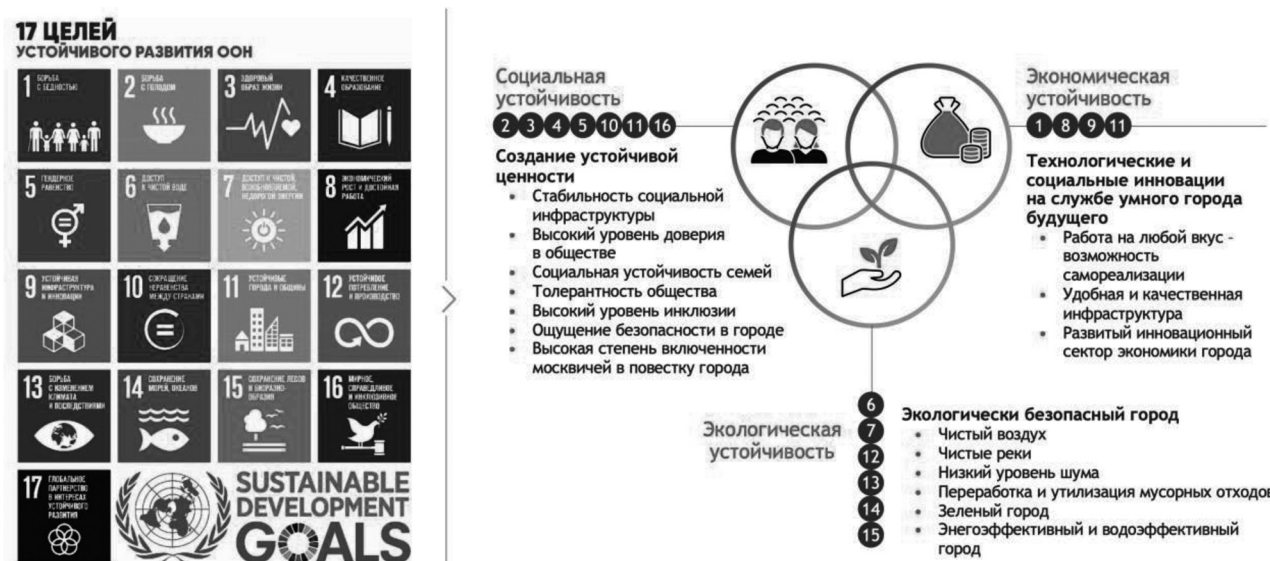 17 ЦЕЛЕЙ
УСТОЙЧИВОГО РАЗВИТИЯ ООН
1 БОРЬБА
С БЕДНОСТЬЮ
2 БОРЬБА
С ГОЛОДОМ
3 ЗДОРОВЫЙ
ОБРАЗ ЖИЗНИ
4 КАЧЕСТВЕННОЕ
ОБРАЗОВАНИЕ
5 ГЕНДЕРНОЕ
РАВЕНСТВО
6 ДОСТУП
К ЧИСТОЙ ВОДЕ
7 ДОСТУП К ЧИСТОЙ,
ВОЗОБНОВЛЯЕМОЙ,
НЕДОРОГОЙ ЭНЕРГИИ
8 ЭКОНОМИЧЕСКИЙ
РОСТ И ДОСТОЙНАЯ
РАБОТА
9 УСТОЙЧИВАЯ
ИНФРАСТРУКТУРА
И ИННОВАЦИИ
10 СОКРАЩЕНИЕ
НЕРАВЕНСТВА
МЕЖДУ СТРАНАМИ
11 УСТОЙЧИВЫЕ
ГОРОДА И ОБЩИНЫ
12 УСТОЙЧИВОЕ
ПОТРЕБЛЕНИЕ
И ПРОИЗВОДСТВО
13 БОРЬБА
С ИЗМЕНЕНИЕМ
КЛИМАТА
И ПОСЛЕДСТВИЯМИ
14 СОХРАНЕНИЕ
МОРЕЙ, ОКЕАНОВ
15 СОХРАНЕНИЕ ЛЕСОВ
И БИОРАЗНО-
ОБРАЗИЯ
16 МИРНОЕ,
СПРАВЕДЛИВОЕ
И ИНКЛЮЗИВНОЕ
ОБЩЕСТВО
17 ГЛОБАЛЬНОЕ
ПАРТНЕРСТВО
В ИНТЕРЕСАХ
УСТОЙЧИВОГО
РАЗВИТИЯ
SUSTAINABLE
DEVELOPMENT
GOALS
Социальная
устойчивость
2 3 4 5 10 11 16
Создание устойчивой
ценности
• Стабильность социальной
инфраструктуры
• Высокий уровень доверия
в обществе
• Социальная устойчивость семей
• Толерантность общества
• Высокий уровень инклюзии
• Ощущение безопасности в городе
• Высокая степень включенности
москвичей в повестку города
Экономическая
устойчивость
1 8 9 11
Технологические и
социальные инновации
на службе умного города
будущего
• Работа на любой вкус -
возможность
самореализации
• Удобная и качественная
инфраструктура
• Развитый инновационный
сектор экономики города
Экологическая
устойчивость
6
7
12
13
14
15
Экологически безопасный город
• Чистый воздух
• Чистые реки
• Низкий уровень шума
• Переработка и утилизация мусорных отходов
• Зеленый город
• Энегоэффективный и водоэффективный
город